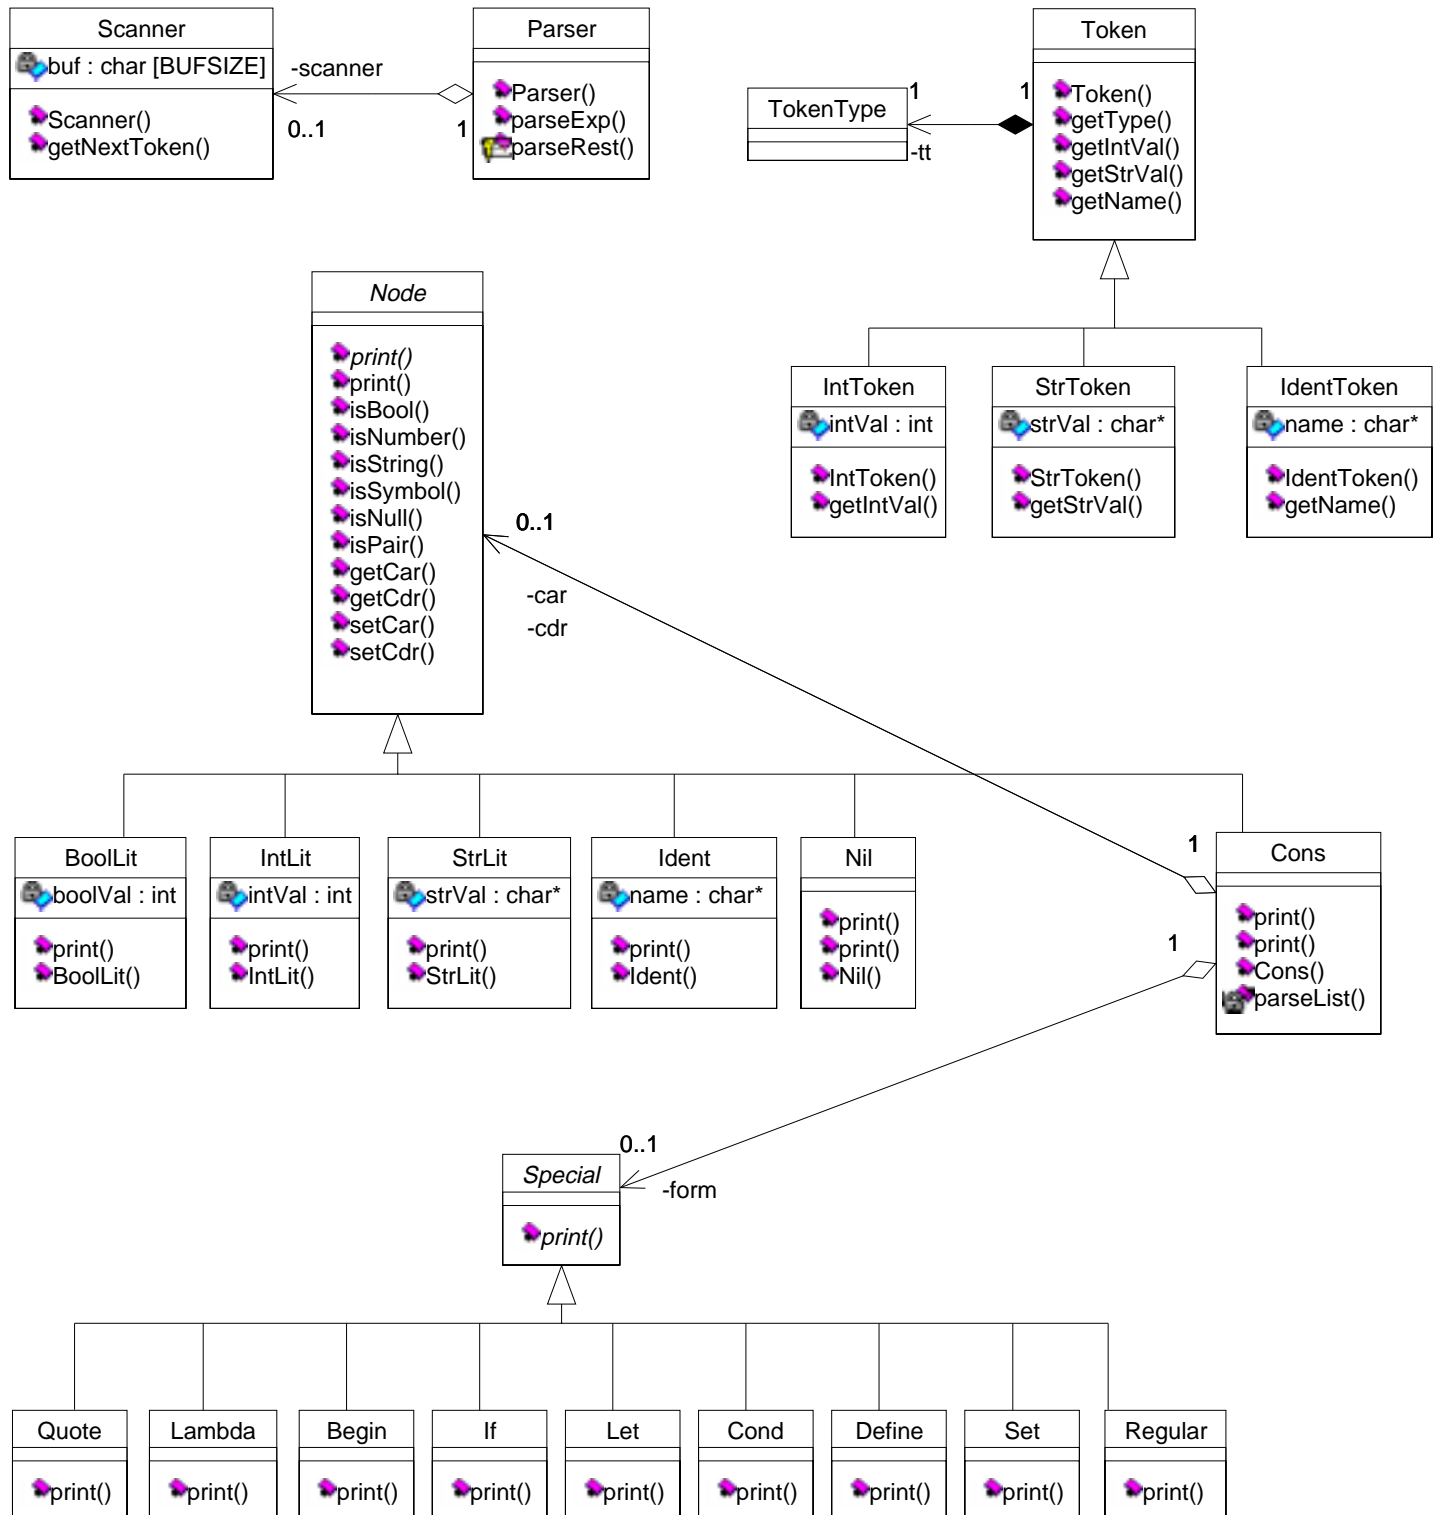 Scanner
buf : char [BUFSIZE]
Scanner()
getNextToken()
-scanner
0..1
1
Parser
Parser()
parseExp()
parseRest()
TokenType
1
-tt
1
Token
Token()
getType()
getIntVal()
getStrVal()
getName()
IntToken
intVal : int
IntToken()
getIntVal()
StrToken
strVal : char*
StrToken()
getStrVal()
IdentToken
name : char*
IdentToken()
getName()
Node
print()
print()
isBool()
isNumber()
isString()
isSymbol()
isNull()
isPair()
getCar()
getCdr()
setCar()
setCdr()
0..1
-car
-cdr
BoolLit
boolVal : int
print()
BoolLit()
IntLit
intVal : int
print()
IntLit()
StrLit
strVal : char*
print()
StrLit()
Ident
name : char*
print()
Ident()
Nil
print()
print()
Nil()
1
1
Cons
print()
print()
Cons()
parseList()
0..1
-form
Special
print()
Quote
print()
Lambda
print()
Begin
print()
If
print()
Let
print()
Cond
print()
Define
print()
Set
print()
Regular
print()